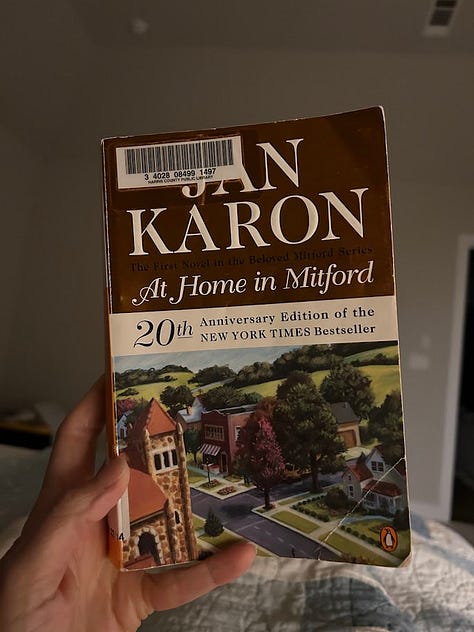 3 4028 08499 1497
HARRIS COUNTY PUBLIC LIBRARY
JAN
KARON
The First Novel in the Beloved Mitford Series
At Home in Mitford
20th Anniversary Edition of the
NEW YORK TIMES Bestseller